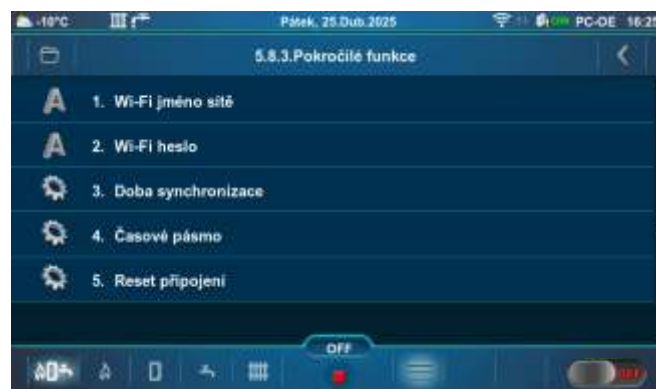 -10°C Pátek, 25.Dub.2025 PC-OE 16:25
5.8.3.Pokročilé funkce
1. Wi-Fi jméno sítě
2. Wi-Fi heslo
3. Doba synchronizace
4. Časové pásmo
5. Reset připojení
OFF
OFF